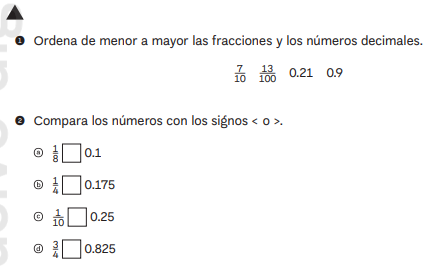 ❶ Ordena de menor a mayor las fracciones y los números decimales.
7/10 13/100 0.21 0.9
❷ Compara los números con los signos < o >.
ⓐ 1/8 □ 0.1
ⓑ 1/4 □ 0.175
ⓒ 1/10 □ 0.25
ⓓ 3/4 □ 0.825